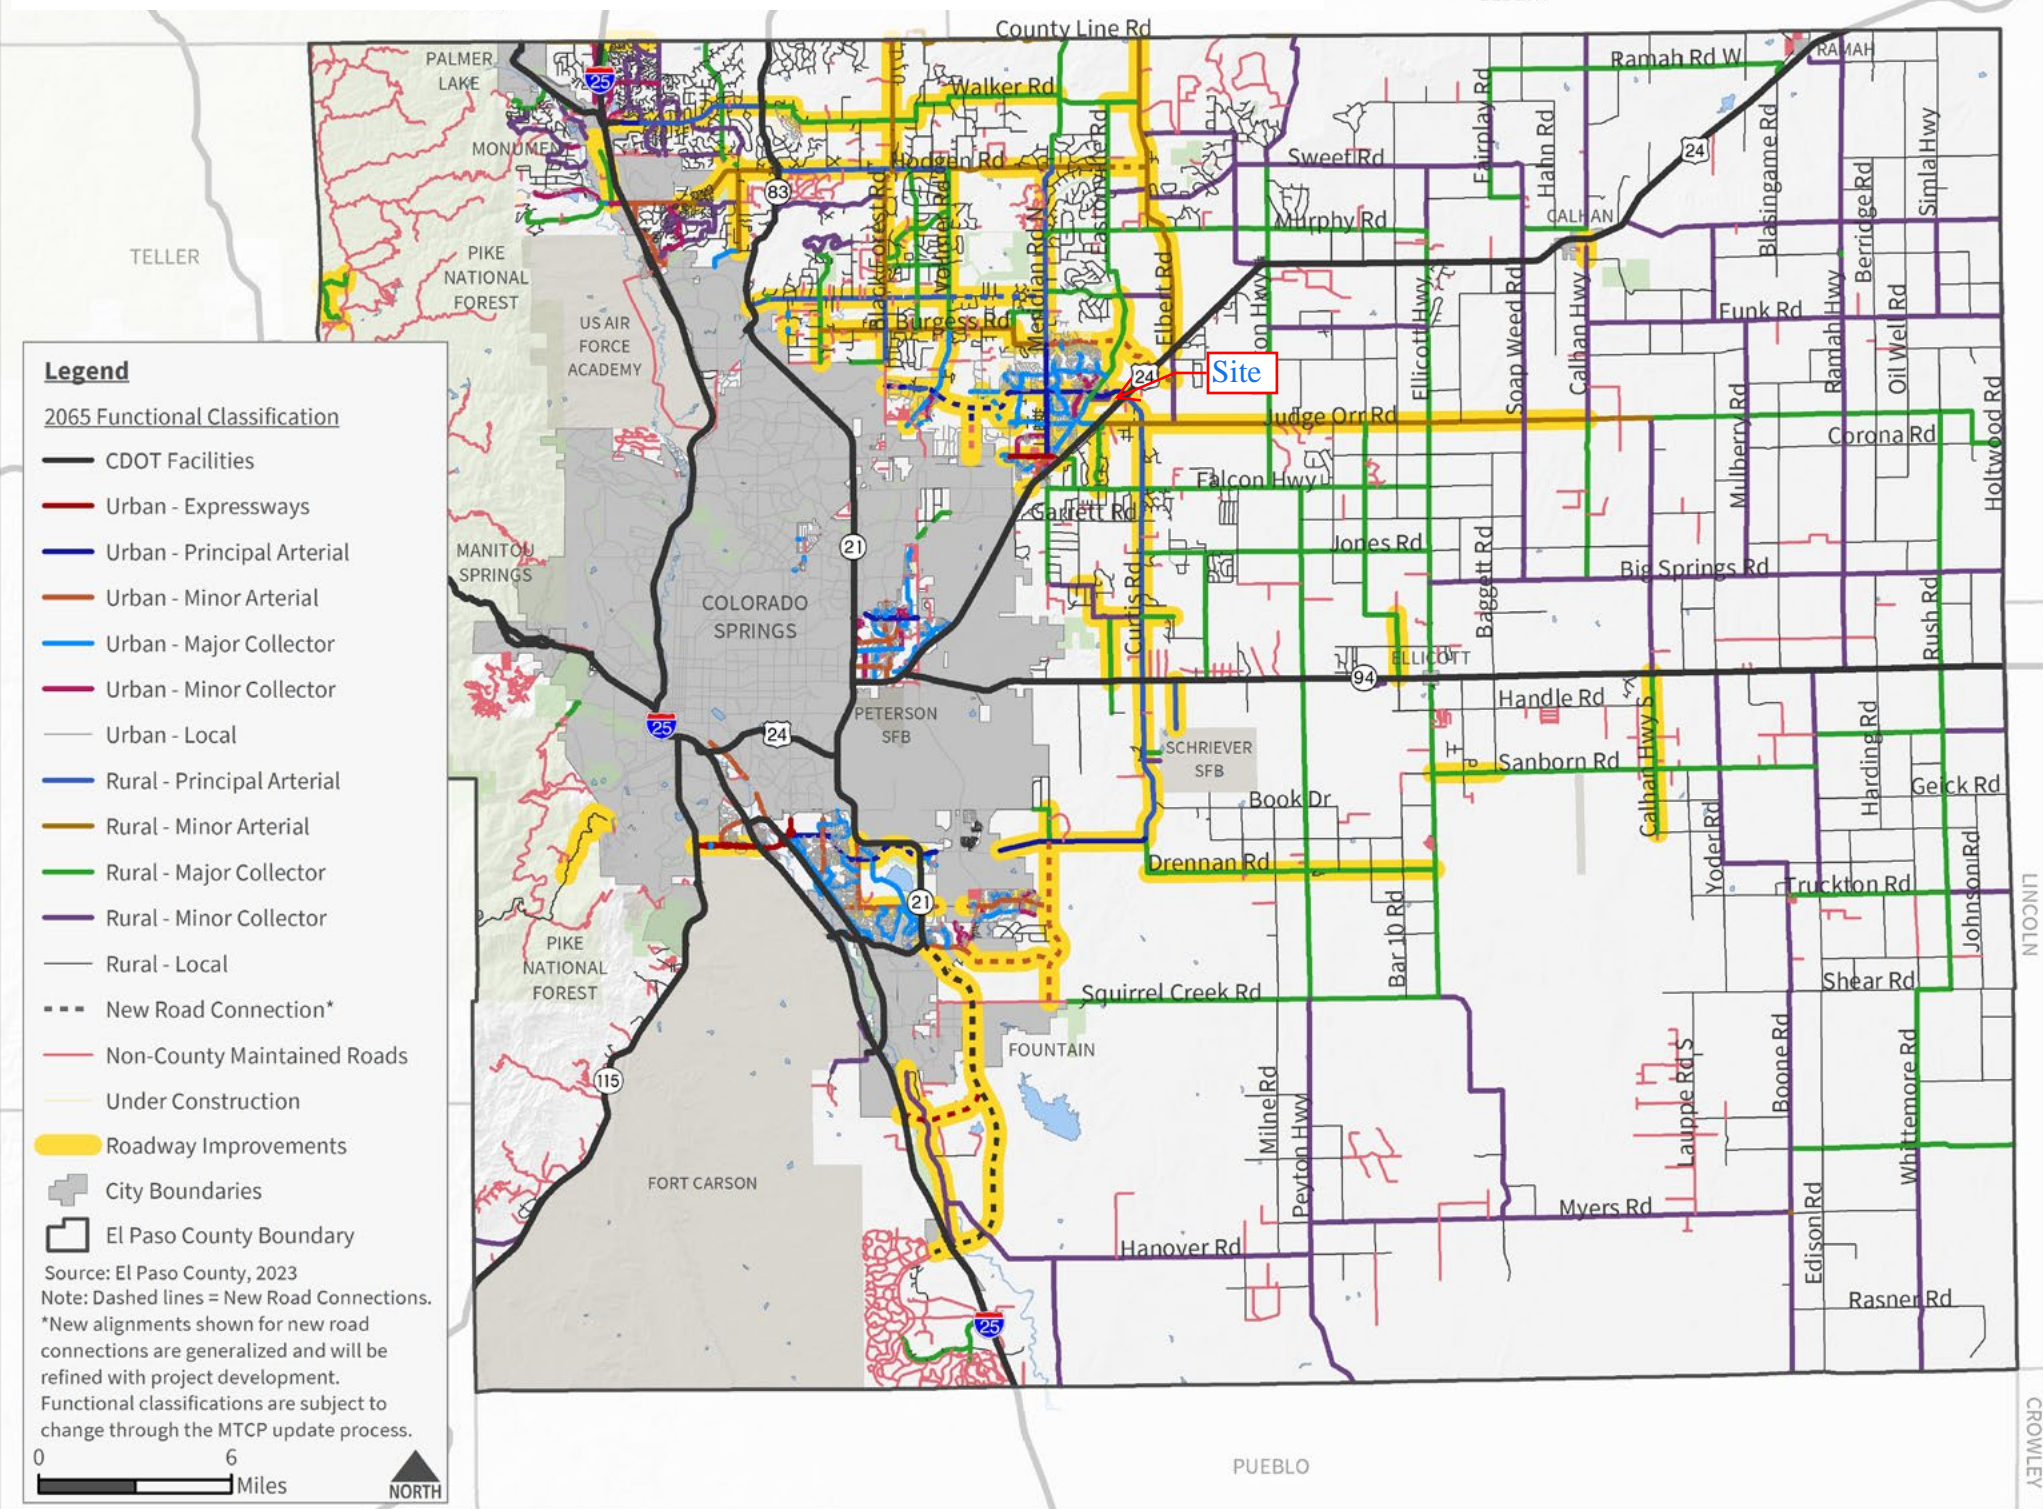 County Line Rd
PALMER
LAKE
25
Walker Rd
Ramah Rd W
RAMAH
MONUMENT
Hodgen Rd
83
Eastonville Rd
Sweet Rd
Fairplay Rd
Hahn Rd
24
Blasingame Rd
Berridge Rd
Simla Hwy
TELLER
PIKE
NATIONAL
FOREST
Black Forest Rd
Volmer Rd
Meridian Rd N
Murphy Rd
CALHAN
US AIR
FORCE
ACADEMY
Burgess Rd
Elbert Rd
on Hwy
Ellicott Hwy
Soap Weed Rd
Calhan Hwy
Funk Rd
Ramah Hwy
Oil Well Rd
24
Site
Judge Orr Rd
Mulberry Rd
Corona Rd
Holtwood Rd
Falcon Hwy
Garrett Rd
21
MANITOU
SPRINGS
Jones Rd
Baggett Rd
Big Springs Rd
COLORADO
SPRINGS
Curtis Rd
Rush Rd
ELLICOTT
94
PETERSON
SFB
Handle Rd
25
24
SCHRIEVER
SFB
Sanborn Rd
Calhan Hwy S
Harding Rd
Geick Rd
Book Dr
Yoder Rd
Drennan Rd
Truckton Rd
Johnson Rd
LINCOLN
21
PIKE
NATIONAL
FOREST
Bar 10 Rd
Squirrel Creek Rd
Shear Rd
FOUNTAIN
115
Milne Rd
Peyton Hwy
Lauppe Rd S
Boone Rd
Whittemore Rd
FORT CARSON
Myers Rd
Edison Rd
Hanover Rd
Rasner Rd
25
PUEBLO
CROWLEY
Legend
2065 Functional Classification
CDOT Facilities
Urban - Expressways
Urban - Principal Arterial
Urban - Minor Arterial
Urban - Major Collector
Urban - Minor Collector
Urban - Local
Rural - Principal Arterial
Rural - Minor Arterial
Rural - Major Collector
Rural - Minor Collector
Rural - Local
New Road Connection*
Non-County Maintained Roads
Under Construction
Roadway Improvements
City Boundaries
El Paso County Boundary
Source: El Paso County, 2023
Note: Dashed lines = New Road Connections.
*New alignments shown for new road
connections are generalized and will be
refined with project development.
Functional classifications are subject to
change through the MTCP update process.
0 6
Miles
NORTH